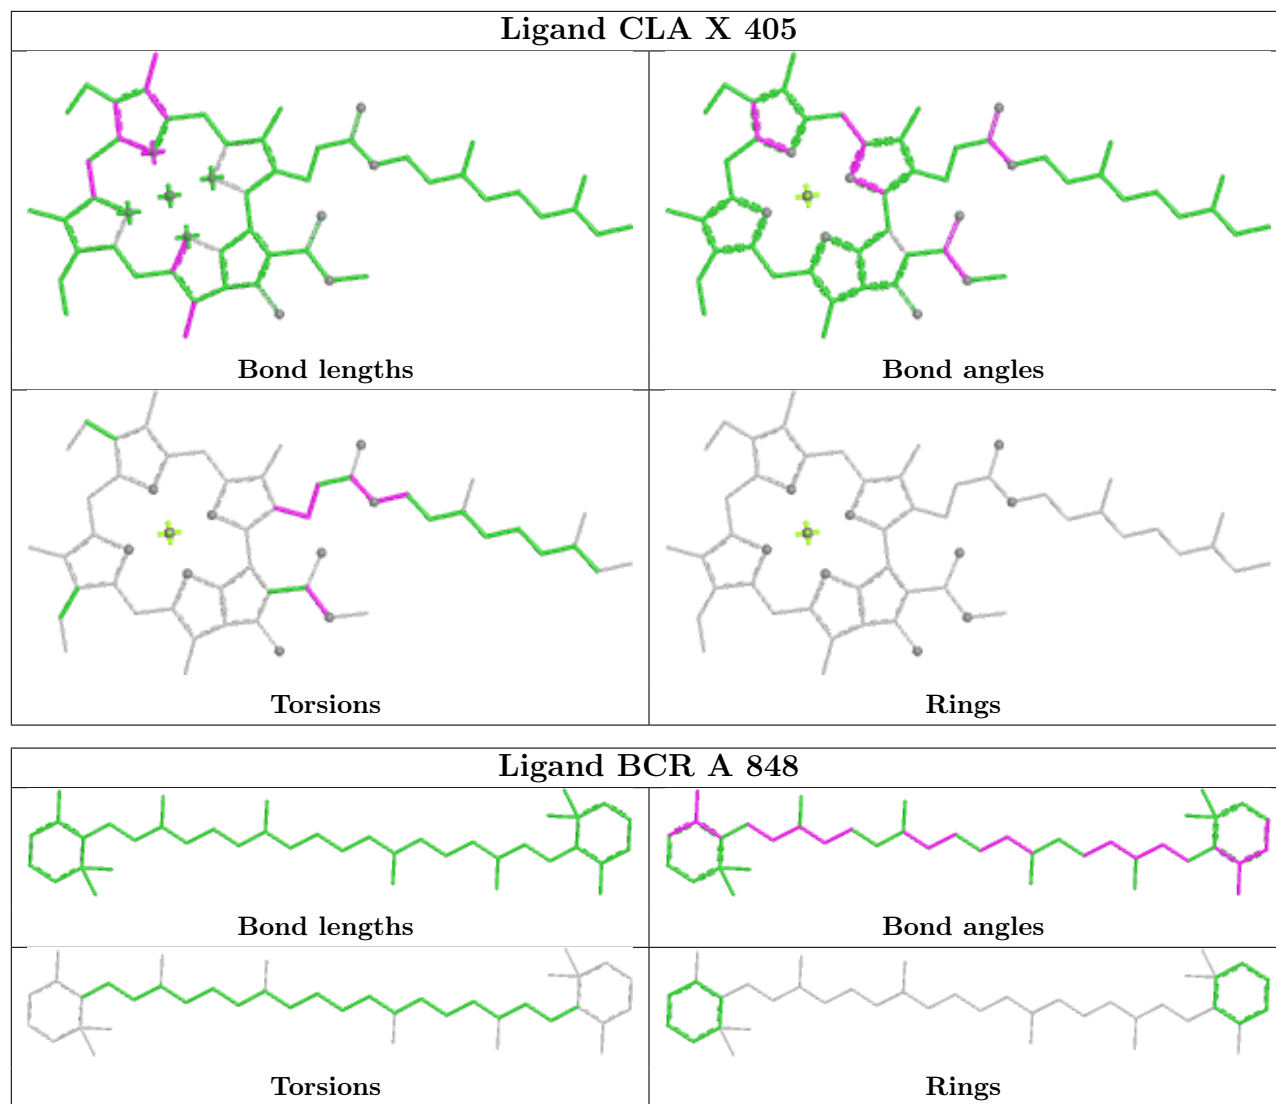 Ligand CLA X 405
Bond lengths
Bond angles
Torsions
Rings
Ligand BCR A 848
Bond lengths
Bond angles
Torsions
Rings